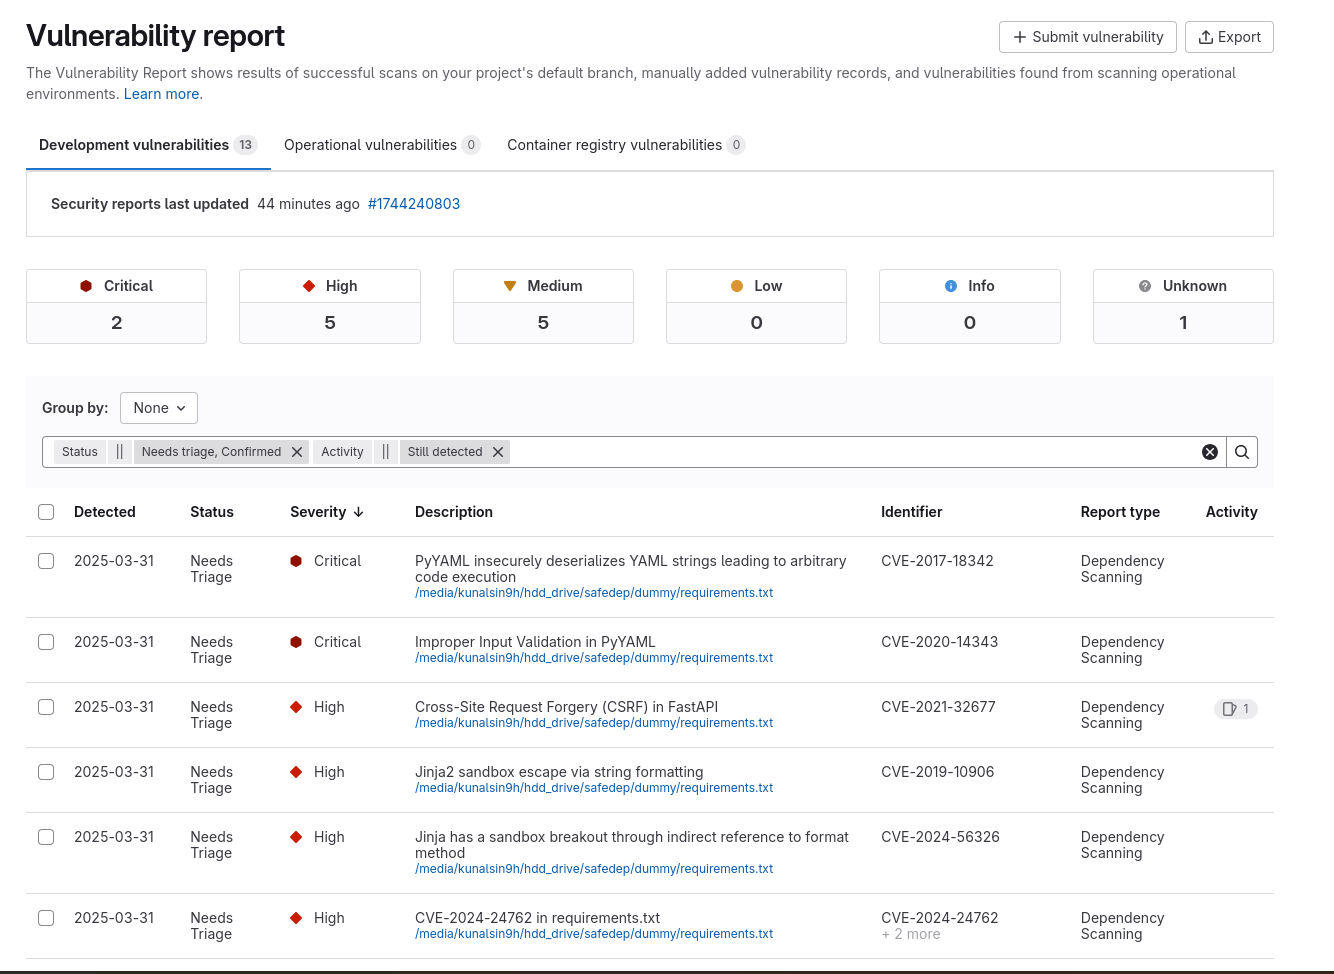 Vulnerability report
Submit vulnerability
Export
The Vulnerability Report shows results of successful scans on your project's default branch, manually added vulnerability records, and vulnerabilities found from scanning operational
environments. Learn more.
Development vulnerabilities 13
Operational vulnerabilities 0
Container registry vulnerabilities 0
Security reports last updated 44 minutes ago #1744240803
Critical
2
High
5
Medium
5
Low
0
Info
0
Unknown
1
Group by: None
Status || Needs triage, Confirmed Activity || Still detected
Detected Status Severity Description Identifier Report type Activity
2025-03-31
Needs
Triage
Critical
PyYAML insecurely deserializes YAML strings leading to arbitrary
code execution
/media/kunalsin9h/hdd_drive/safedep/dummy/requirements.txt
CVE-2017-18342
Dependency
Scanning
2025-03-31
Needs
Triage
Critical
Improper Input Validation in PyYAML
/media/kunalsin9h/hdd_drive/safedep/dummy/requirements.txt
CVE-2020-14343
Dependency
Scanning
2025-03-31
Needs
Triage
High
Cross-Site Request Forgery (CSRF) in FastAPI
/media/kunalsin9h/hdd_drive/safedep/dummy/requirements.txt
CVE-2021-32677
Dependency
Scanning
1
2025-03-31
Needs
Triage
High
Jinja2 sandbox escape via string formatting
/media/kunalsin9h/hdd_drive/safedep/dummy/requirements.txt
CVE-2019-10906
Dependency
Scanning
2025-03-31
Needs
Triage
High
Jinja has a sandbox breakout through indirect reference to format
method
/media/kunalsin9h/hdd_drive/safedep/dummy/requirements.txt
CVE-2024-56326
Dependency
Scanning
2025-03-31
Needs
Triage
High
CVE-2024-24762 in requirements.txt
/media/kunalsin9h/hdd_drive/safedep/dummy/requirements.txt
CVE-2024-24762
+ 2 more
Dependency
Scanning